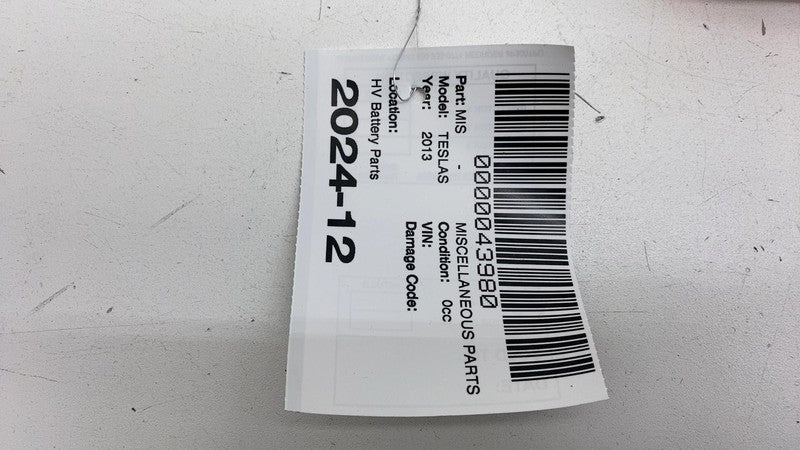 0000043980
Part: MIS - MISCELLANEOUS PARTS
Model: TESLAS Condition: 0cc
Year: 2013 VIN:
Damage Code:
Location:
HV Battery Parts
2024-12